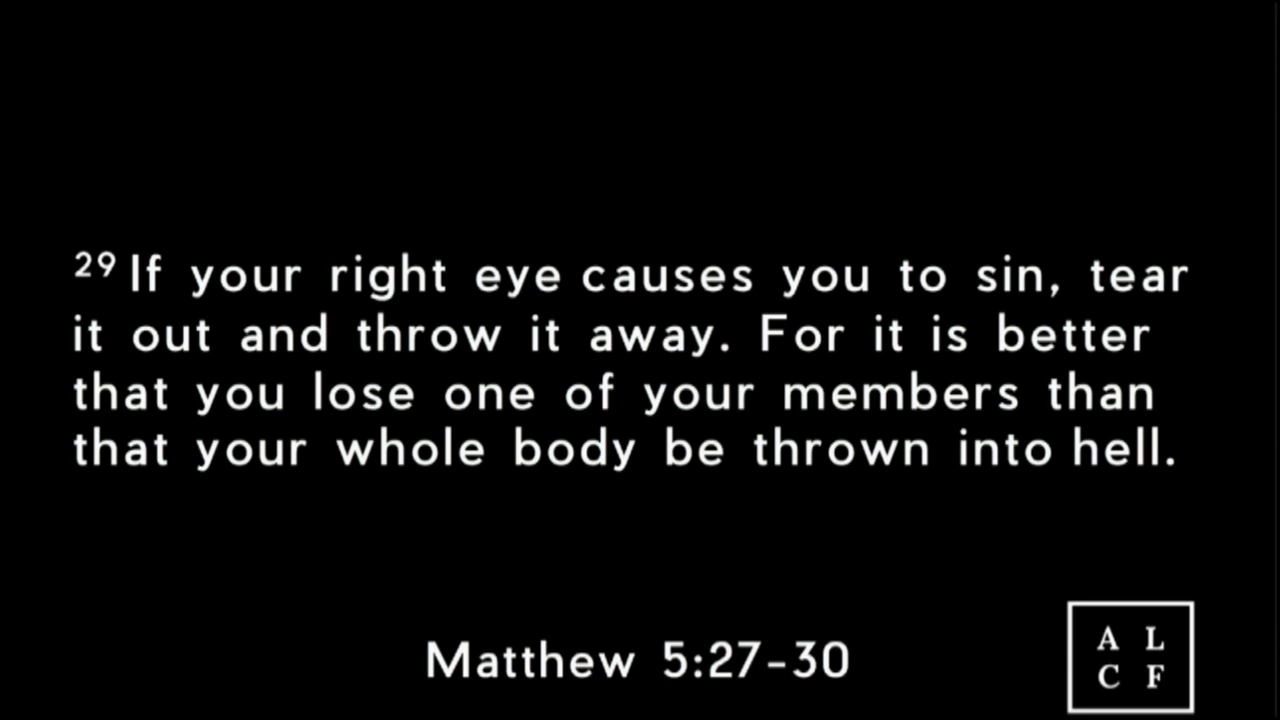 ²⁹ If your right eye causes you to sin, tear
it out and throw it away. For it is better
that you lose one of your members than
that your whole body be thrown into hell.
Matthew 5:27-30
A L
C F